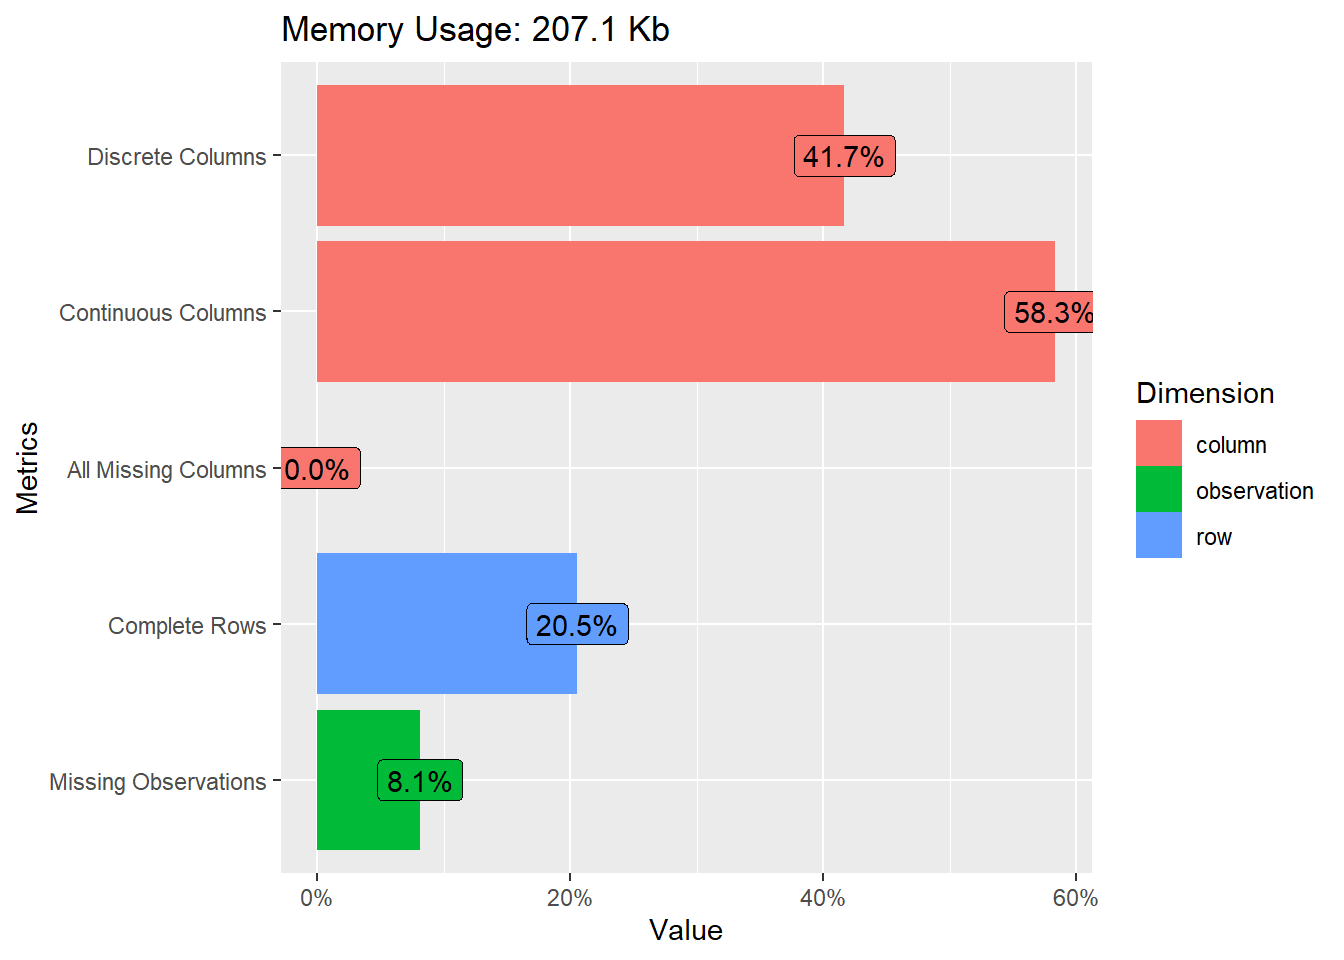 Memory Usage: 207.1 Kb
Discrete Columns
41.7%
Continuous Columns
58.3%
All Missing Columns
0.0%
Complete Rows
20.5%
Missing Observations
8.1%
Metrics
0%
20%
40%
60%
Value
Dimension
column
observation
row